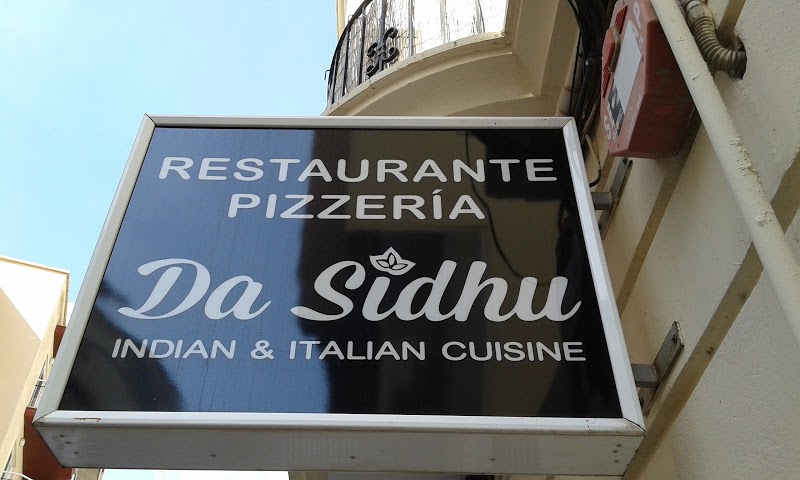 RESTAURANTE
PIZZERÍA
Da Sidhu
INDIAN & ITALIAN CUISINE